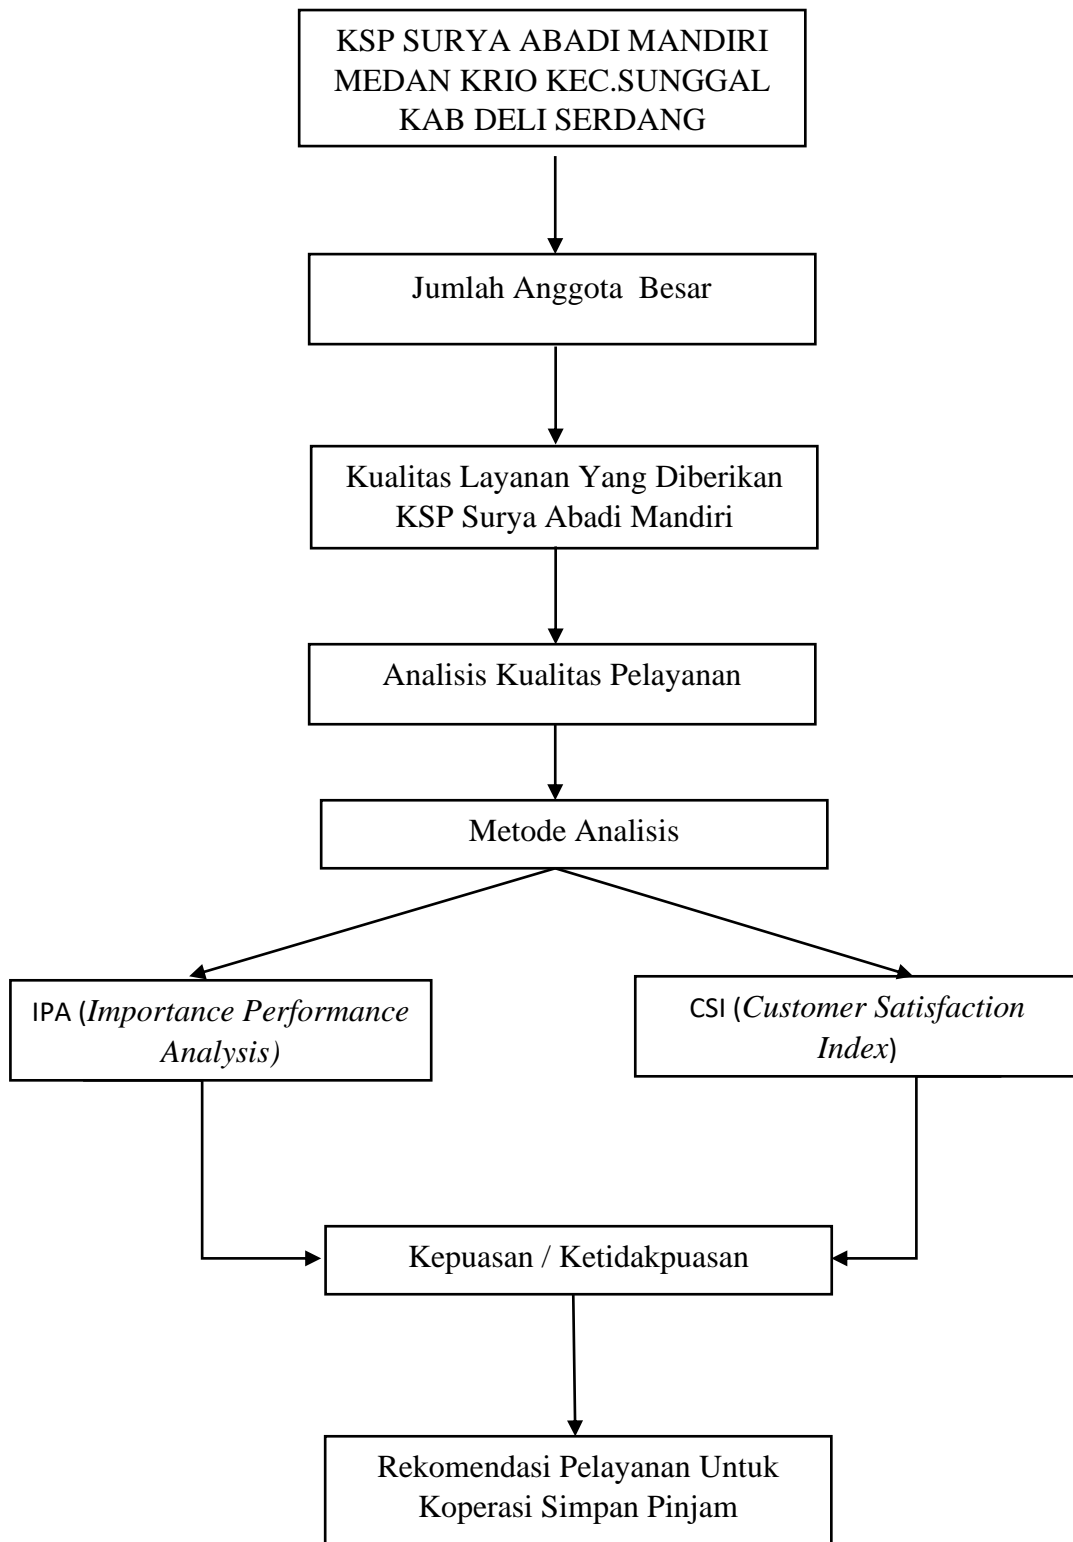 KSP SURYA ABADI MANDIRI
MEDAN KRIO KEC.SUNGGAL
KAB DELI SERDANG
Jumlah Anggota  Besar
Kualitas Layanan Yang Diberikan
KSP Surya Abadi Mandiri
Analisis Kualitas Pelayanan
Metode Analisis
IPA (Importance Performance
Analysis)
CSI (Customer Satisfaction
Index)
Kepuasan / Ketidakpuasan
Rekomendasi Pelayanan Untuk
Koperasi Simpan Pinjam